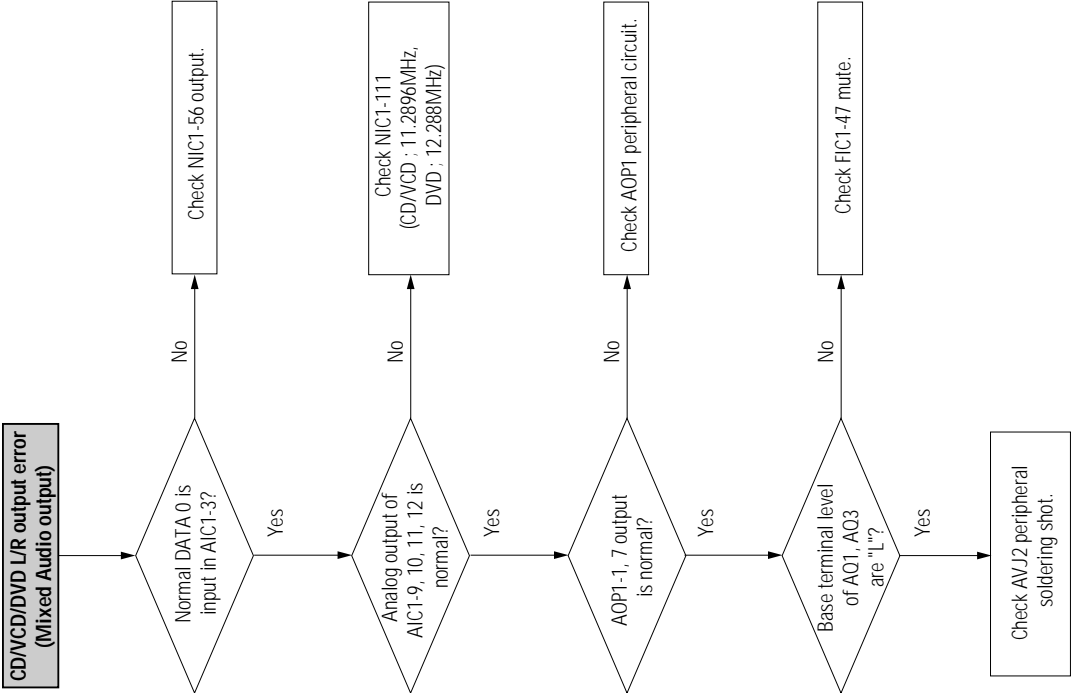 CD/VCD/DVD L/R output error
(Mixed Audio output)
Normal DATA 0 is
input in AIC1-3?
No
Check NIC1-56 output.
Yes
Analog output of
AIC1-9, 10, 11, 12 is
normal?
No
Check NIC1-111
(CD/VCD ; 11.2896MHz,
DVD ; 12.288MHz)
Yes
AOP1-1, 7 output
is normal?
No
Check AOP1 peripheral circuit.
Yes
Base terminal level
of AQ1, AQ3
are "L"?
No
Check FIC1-47 mute.
Yes
Check AVJ2 peripheral
soldering shot.